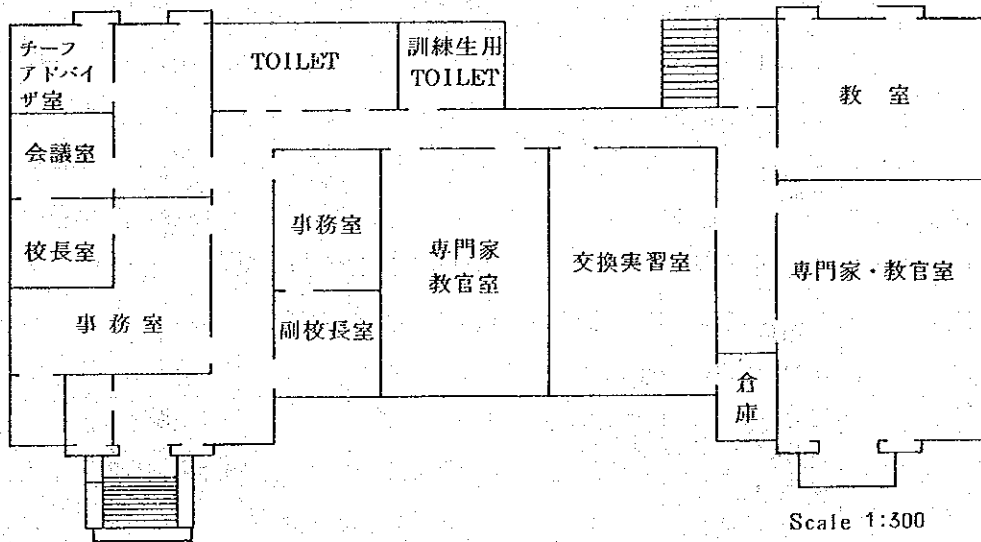 チーフ
アドバイ
ザ室
TOILET
訓練生用
TOILET
教 室
会議室
校長室
事務室
専門家
教官室
交換実習室
専門家・教官室
事 務 室
副校長室
倉
庫
Scale 1:300